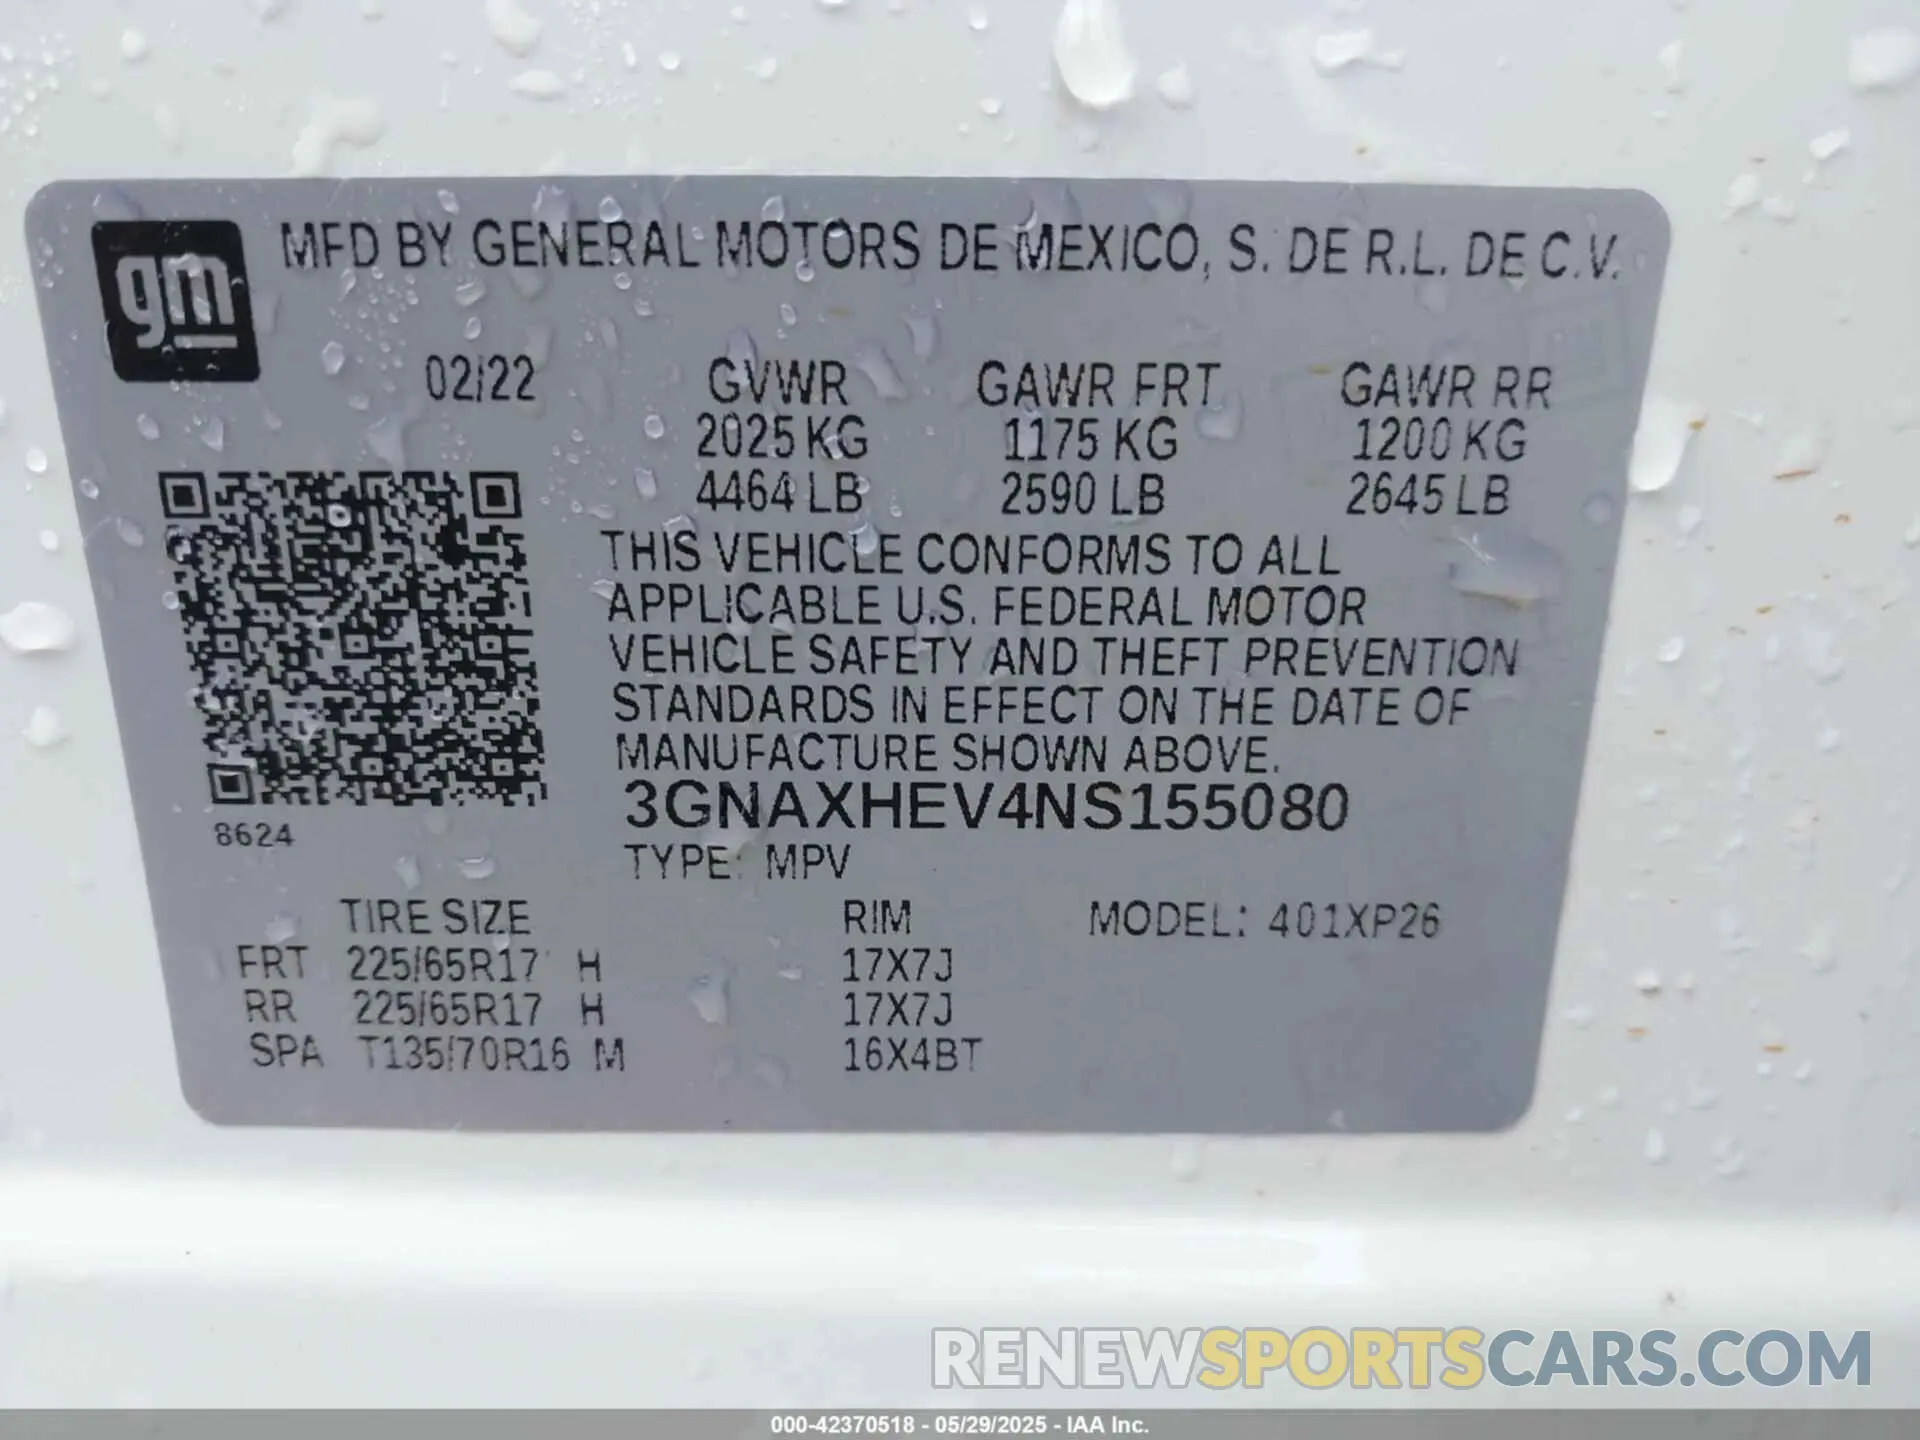 gm
MFD BY GENERAL MOTORS DE MEXICO, S. DE R.L. DE C.V.
02/22 GVWR GAWR FRT GAWR RR
2025 KG 1175 KG 1200 KG
4464 LB 2590 LB 2645 LB
THIS VEHICLE CONFORMS TO ALL
APPLICABLE U.S. FEDERAL MOTOR
VEHICLE SAFETY AND THEFT PREVENTION
STANDARDS IN EFFECT ON THE DATE OF
MANUFACTURE SHOWN ABOVE.
3GNAXHEV4NS155080
8624
TYPE: MPV
TIRE SIZE RIM MODEL: 401XP26
FRT 225/65R17 H 17X7J
RR 225/65R17 H 17X7J
SPA T135/70R16 M 16X4BT
RENEWSPORTSCARS.COM
000-42370518 - 05/29/2025 - IAA Inc.